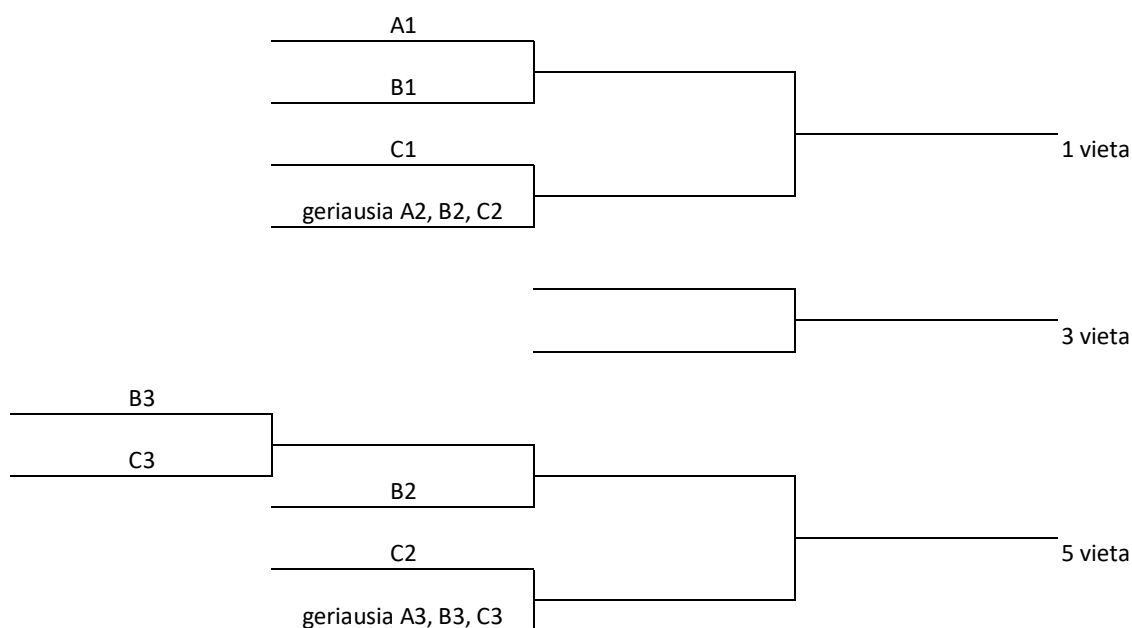 A1
B1
C1
1 vieta
geriausia A2, B2, C2
3 vieta
B3
C3
B2
C2
5 vieta
geriausia A3, B3, C3